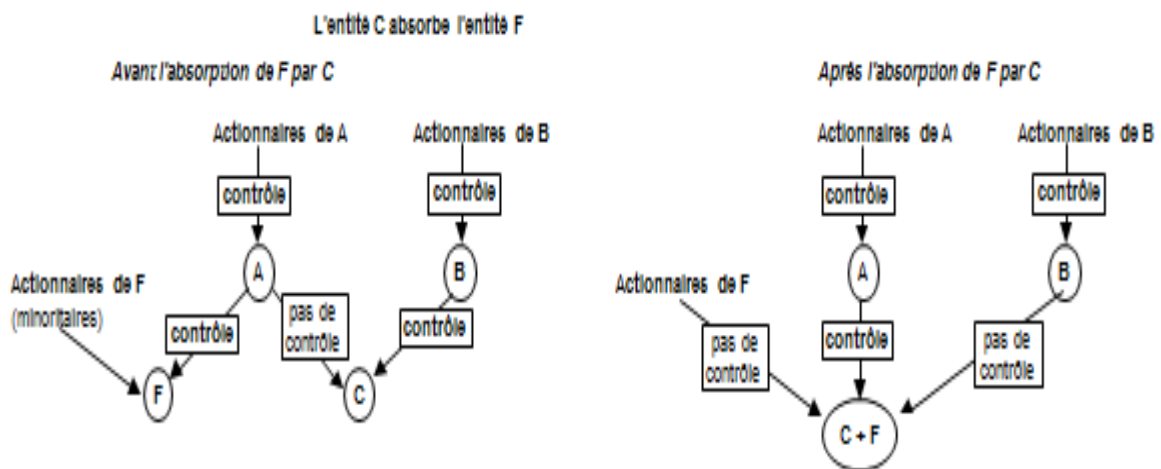 L'entité C absorbe l'entité F
Avant l'absorption de F par C
Actionnaires de A
Actionnaires de B
contrôle
contrôle
A
B
Actionnaires de F
(minoritaires)
contrôle
pas de
contrôle
contrôle
F
C
Après l'absorption de F par C
Actionnaires de A
Actionnaires de B
contrôle
contrôle
A
B
Actionnaires de F
pas de
contrôle
contrôle
pas de
contrôle
C + F